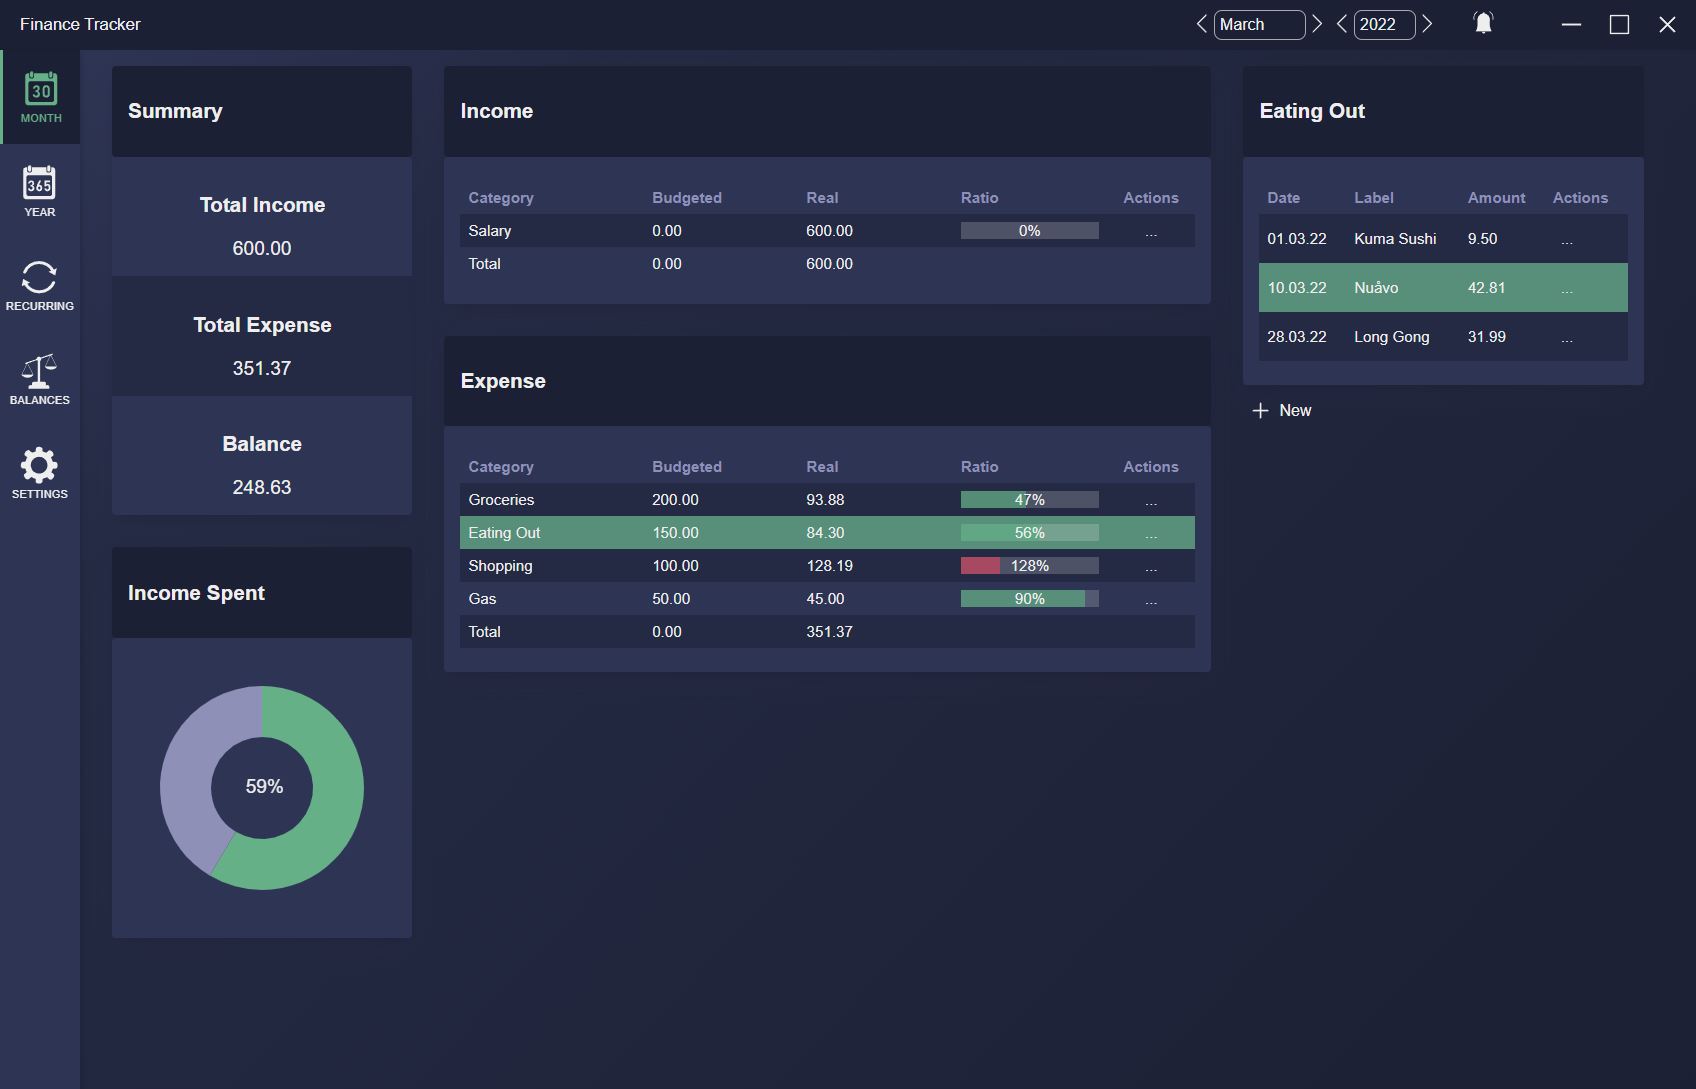 Finance Tracker
March 2022
30
MONTH
365
YEAR
RECURRING
BALANCES
SETTINGS
Summary
Total Income
600.00
Total Expense
351.37
Balance
248.63
Income Spent
59%
Income
Category Budgeted Real Ratio Actions
Salary 0.00 600.00 0% ...
Total 0.00 600.00
Expense
Category Budgeted Real Ratio Actions
Groceries 200.00 93.88 47% ...
Eating Out 150.00 84.30 56% ...
Shopping 100.00 128.19 128% ...
Gas 50.00 45.00 90% ...
Total 0.00 351.37
Eating Out
Date Label Amount Actions
01.03.22 Kuma Sushi 9.50 ...
10.03.22 Nuåvo 42.81 ...
28.03.22 Long Gong 31.99 ...
+ New